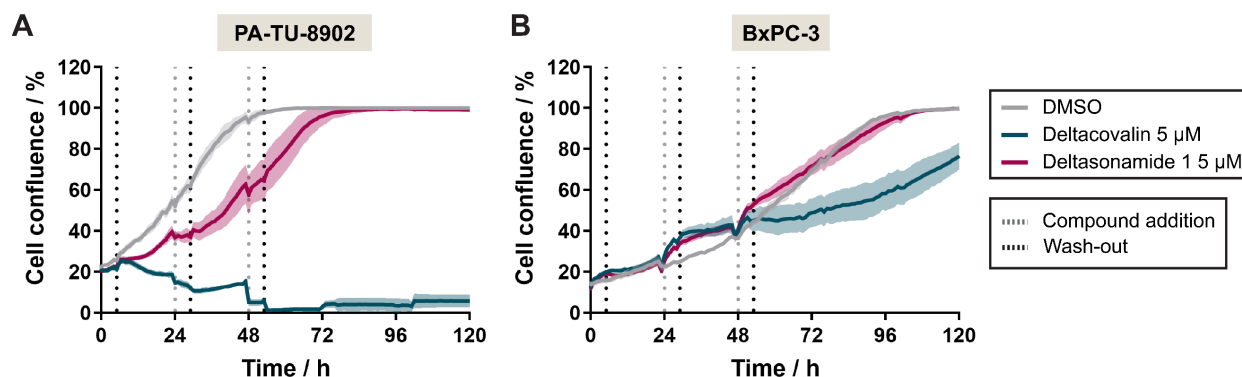 A
PA-TU-8902
Cell confluence / %
120
100
80
60
40
20
0
0 24 48 72 96 120
Time / h
B
BxPC-3
Cell confluence / %
120
100
80
60
40
20
0
0 24 48 72 96 120
Time / h
DMSO
Deltacovalin 5 µM
Deltasonamide 1 5 µM
Compound addition
Wash-out